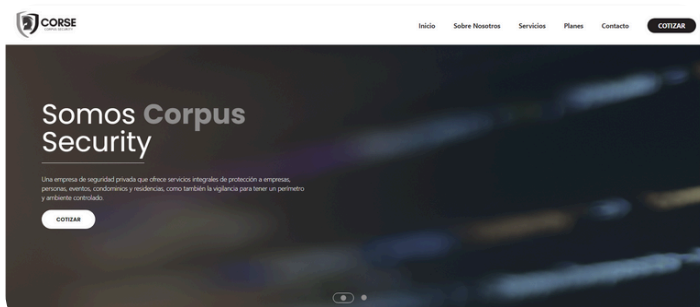 CORSE
CORPUS SECURITY
Inicio
Sobre Nosotros
Servicios
Planes
Contacto
COTIZAR
Somos Corpus
Security
Una empresa de seguridad privada que ofrece servicios integrales de protección a empresas,
personas, eventos, condominios y residencias, como también la vigilancia para tener un perímetro
y ambiente controlado.
COTIZAR